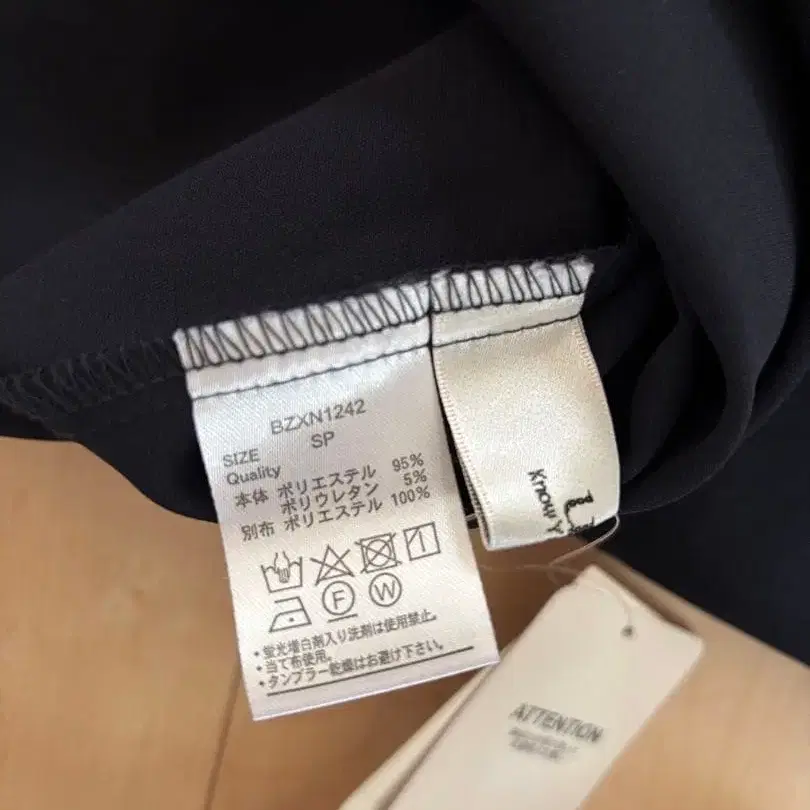 BZXN1242
SIZE SP
Quality
本体 ポリエステル 95%
ポリウレタン 5%
別布 ポリエステル 100%
F W
・蛍光増白剤入り洗剤は使用禁止。
・当て布使用。
・タンブラー乾燥はお避け下さい。
Know Y
ATTENTION